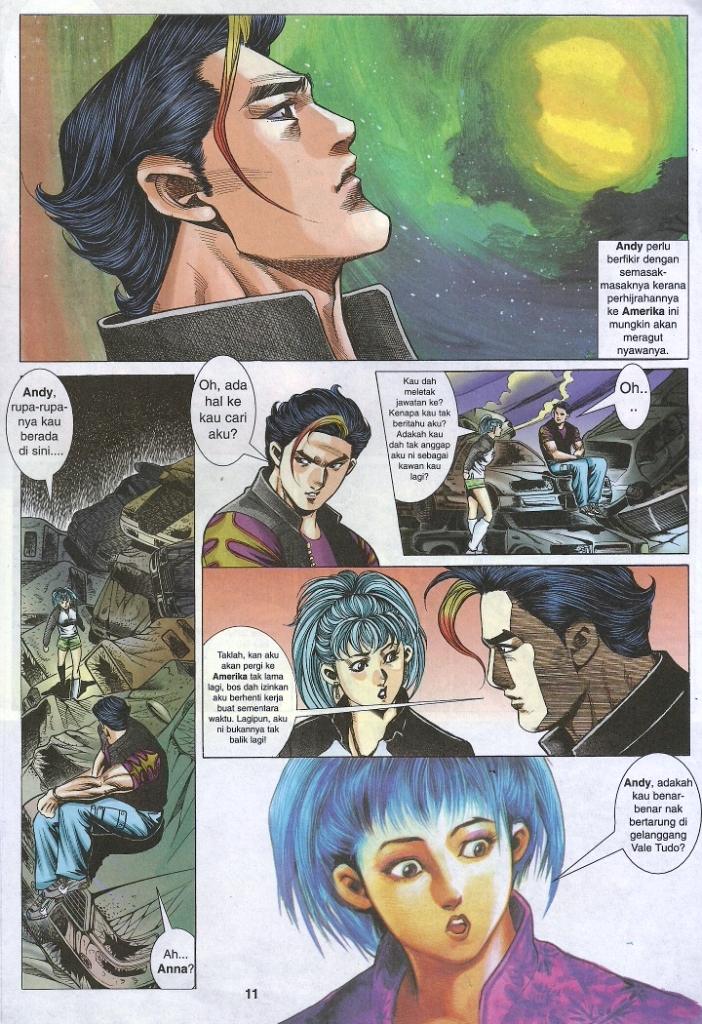 Andy perlu
berfikir dengan
semasak-
masaknya kerana
perhijrahannya
ke Amerika ini
mungkin akan
meragut
nyawanya.
Andy,
rupa-rupa-
nya kau
berada
di sini....
Ah...
Anna?
Oh, ada
hal ke
kau cari
aku?
Kau dah
meletak
jawatan ke?
Kenapa kau tak
beritahu aku?
Adakah kau
dah tak anggap
aku ni sebagai
kawan kau
lagi?
Oh..
..
Taklah, kan aku
akan pergi ke
Amerika tak lama
lagi, bos dah izinkan
aku berhenti kerja
buat sementara
waktu. Lagipun, aku
ni bukannya tak
balik lagi!
Andy, adakah
kau benar-
benar nak
bertarung di
gelanggang
Vale Tudo?
11